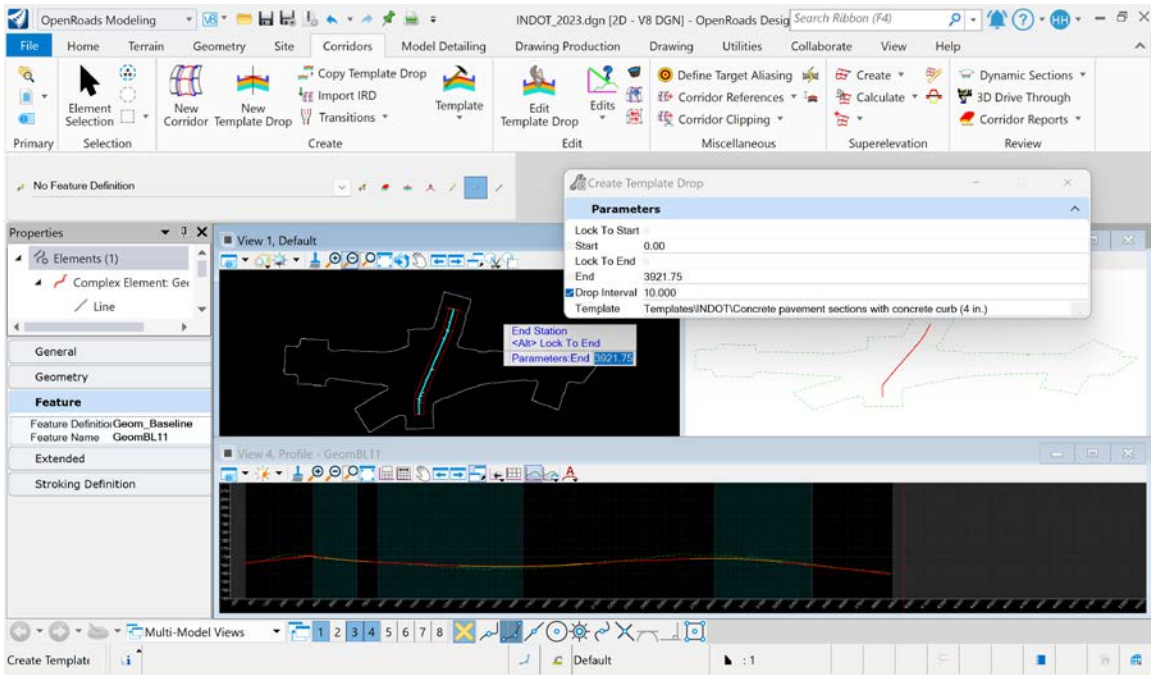 OpenRoads Modeling
INDOT_2023.dgn [2D - V8 DGN] - OpenRoads Desig
Search Ribbon (F4)
HH
File Home Terrain Geometry Site Corridors Model Detailing Drawing Production Drawing Utilities Collaborate View Help
Element Selection
New Corridor
New Template Drop
Copy Template Drop
Import IRD
Transitions
Template
Edit Template Drop
Edits
Define Target Aliasing
Corridor References
Corridor Clipping
Create
Calculate
Dynamic Sections
3D Drive Through
Corridor Reports
Primary Selection Create Edit Miscellaneous Superelevation Review
No Feature Definition
Create Template Drop
Parameters
Lock To Start
Start 0.00
Lock To End
End 3921.75
Drop Interval 10.000
Template Templates\INDOT\Concrete pavement sections with concrete curb (4 in.)
Properties
Elements (1)
Complex Element: Geo
Line
General
Geometry
Feature
Feature Definition Geom_Baseline
Feature Name GeomBL11
Extended
Stroking Definition
View 1, Default
End Station
<Alt> Lock To End
Parameters:End 3921.75
View 4, Profile - GeomBL11
Multi-Model Views 1 2 3 4 5 6 7 8
Create Template
Default
: 1